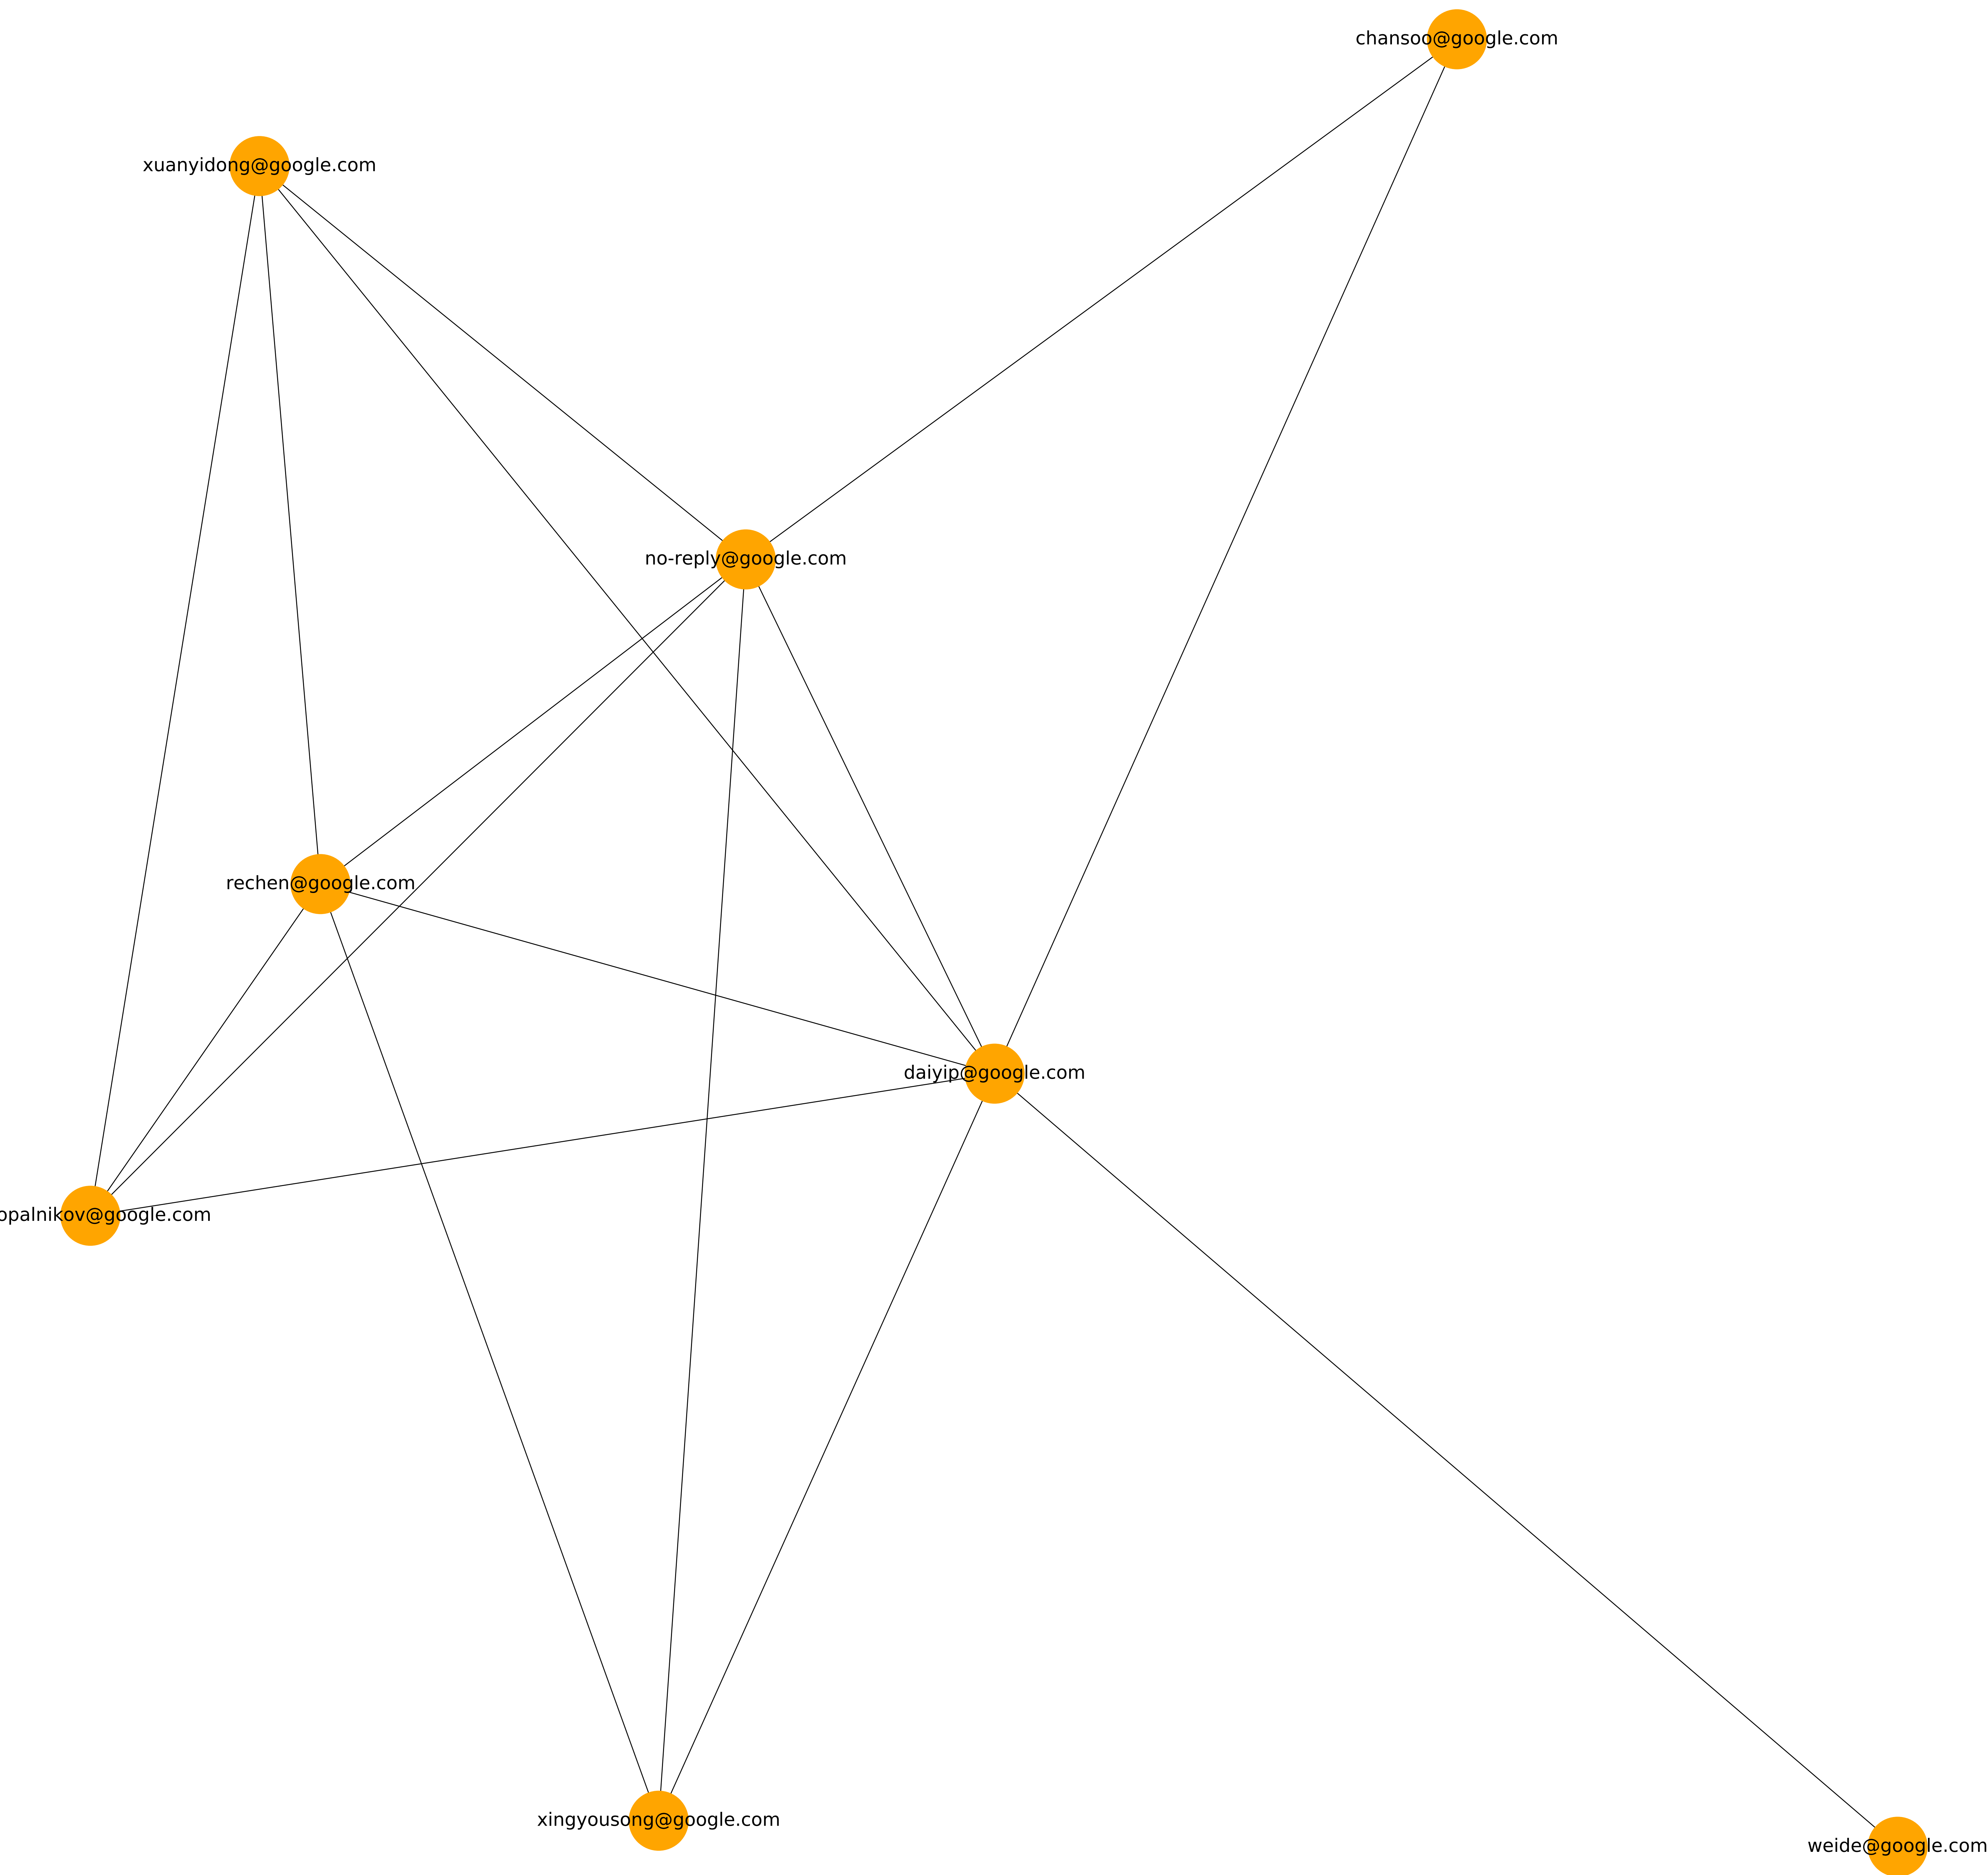 chansoo@google.com
xuanyidong@google.com
no-reply@google.com
rechen@google.com
daiyip@google.com
opalnikov@google.com
xingyousong@google.com
weide@google.com